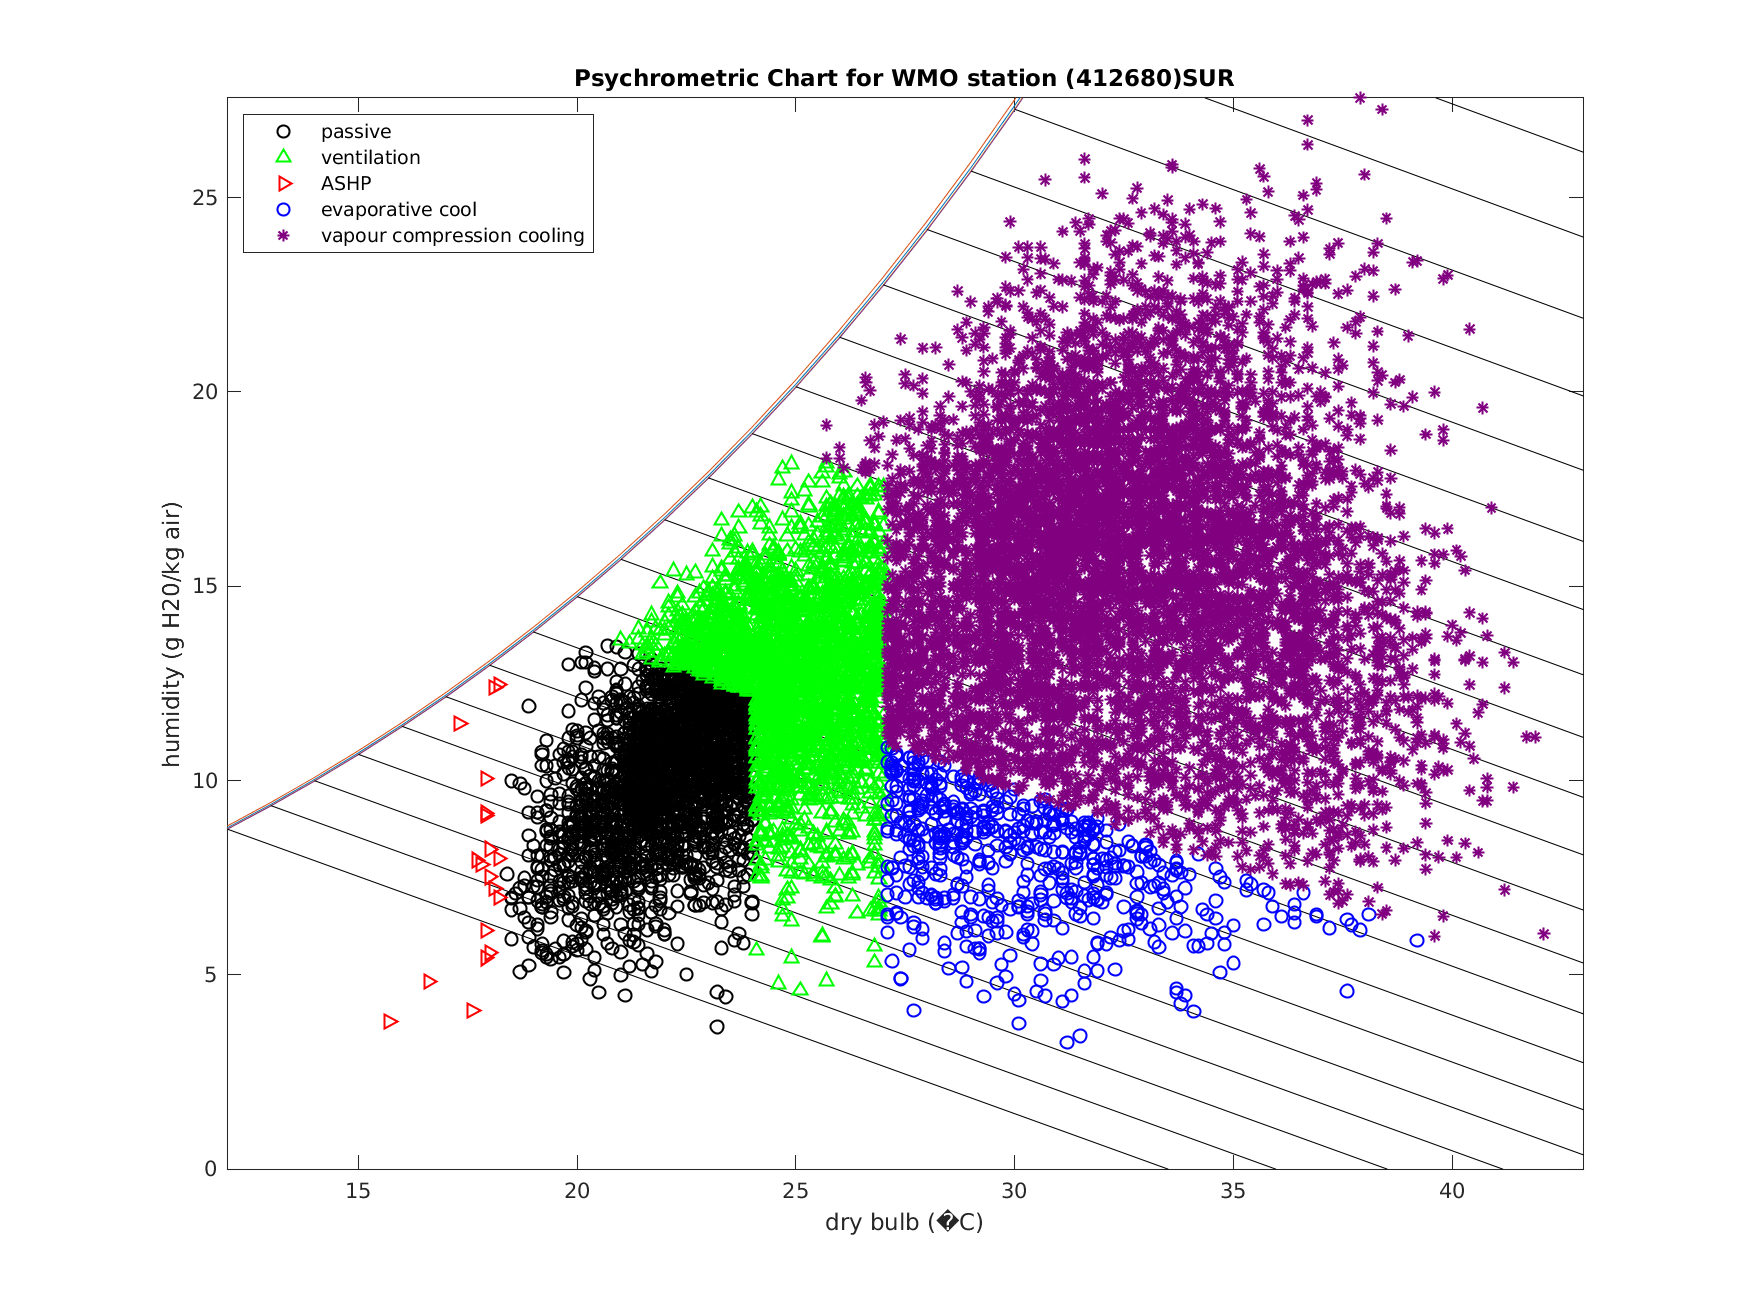 Psychrometric Chart for WMO station (412680)SUR
passive
ventilation
ASHP
evaporative cool
vapour compression cooling
humidity (g H20/kg air)
25
20
15
10
5
0
15 20 25 30 35 40
dry bulb (�C)